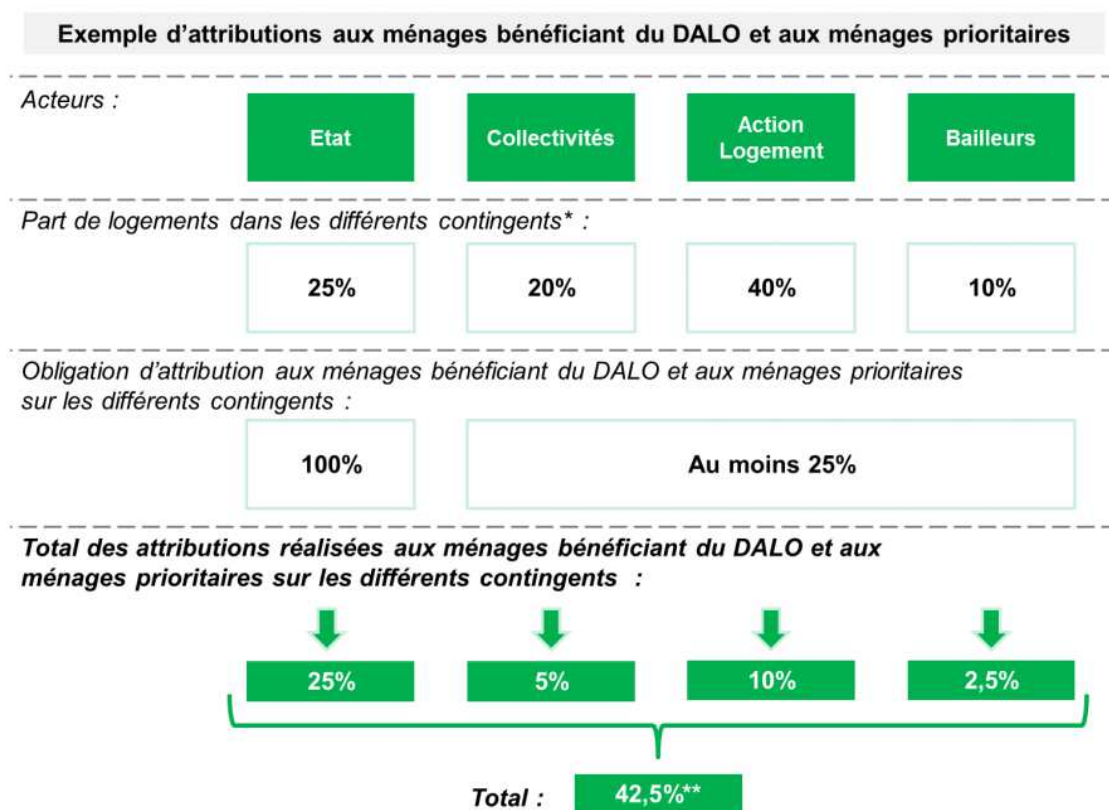 Exemple d'attributions aux ménages bénéficiant du DALO et aux ménages prioritaires
Acteurs :
Etat
Collectivités
Action
Logement
Bailleurs
Part de logements dans les différents contingents* :
25%
20%
40%
10%
Obligation d'attribution aux ménages bénéficiant du DALO et aux ménages prioritaires
sur les différents contingents :
100%
Au moins 25%
Total des attributions réalisées aux ménages bénéficiant du DALO et aux
ménages prioritaires sur les différents contingents :
25%
5%
10%
2,5%
Total :
42,5%**